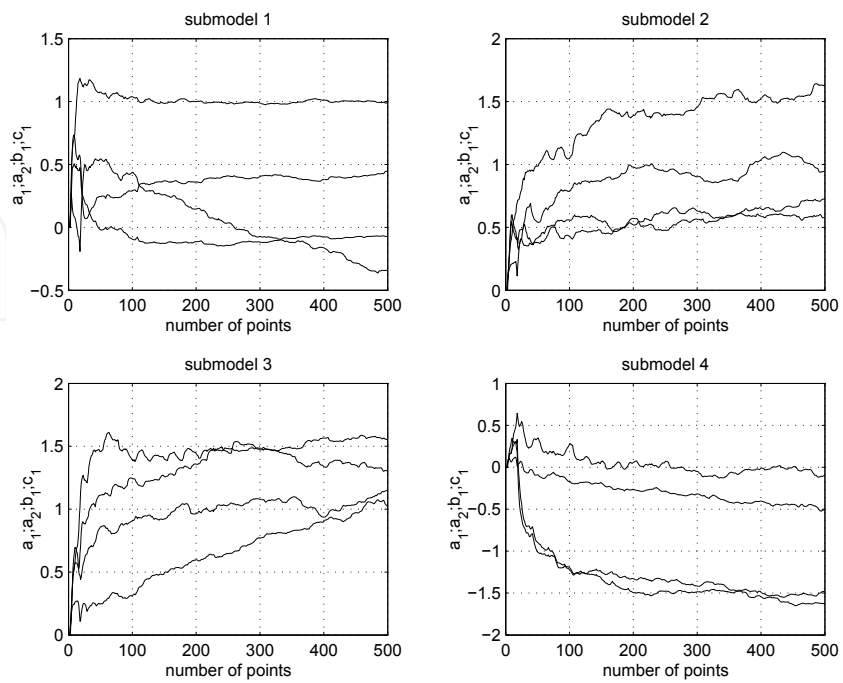 submodel 1
1.5
1
0.5
0
−0.5
0 100 200 300 400 500
a₁;a₂;b₁;c₁
number of points
submodel 2
2
1.5
1
0.5
0
0 100 200 300 400 500
a₁;a₂;b₁;c₁
number of points
submodel 3
2
1.5
1
0.5
0
0 100 200 300 400 500
a₁;a₂;b₁;c₁
number of points
submodel 4
1
0.5
0
−0.5
−1
−1.5
−2
0 100 200 300 400 500
a₁;a₂;b₁;c₁
number of points